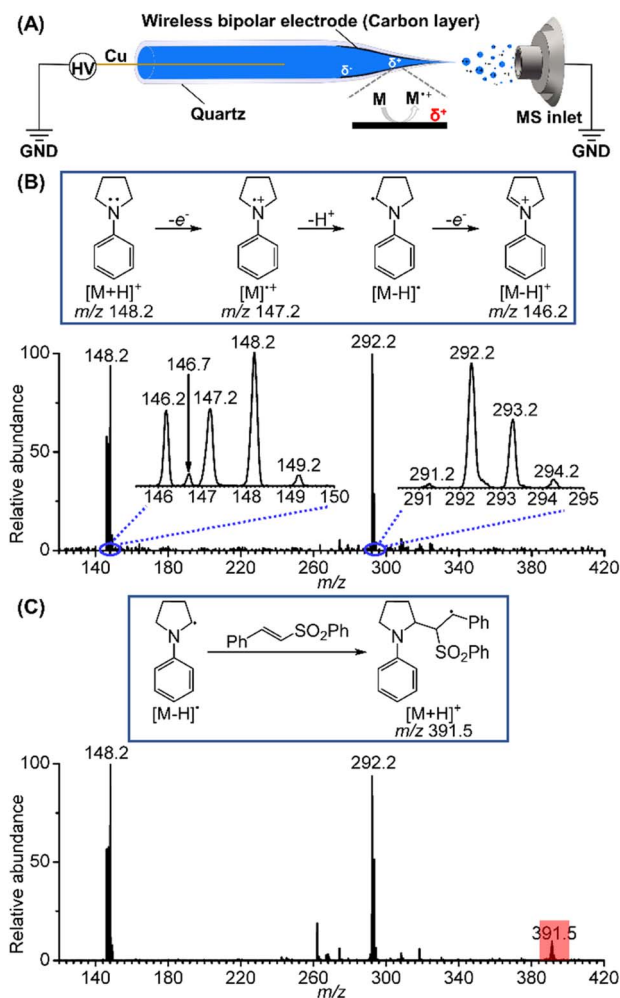 (A)
Wireless bipolar electrode (Carbon layer)
HV
Cu
δ-
δ+
Quartz
M
M•+
δ+
MS inlet
GND
GND
(B)
N
-e-
N
-H+
N
-e-
N
[M+H]+
m/z 148.2
[M]•+
m/z 147.2
[M-H]•
[M-H]+
m/z 146.2
Relative abundance
100
50
0
148.2
292.2
146.2
146.7
147.2
148.2
149.2
146 147 148 149 150
291.2
292.2
293.2
294.2
291 292 293 294 295
140 180 220 260 300 340 380 420
m/z
(C)
N
[M-H]•
Ph
SO2Ph
N
Ph
SO2Ph
[M+H]+
m/z 391.5
Relative abundance
100
50
0
148.2
292.2
391.5
140 180 220 260 300 340 380 420
m/z